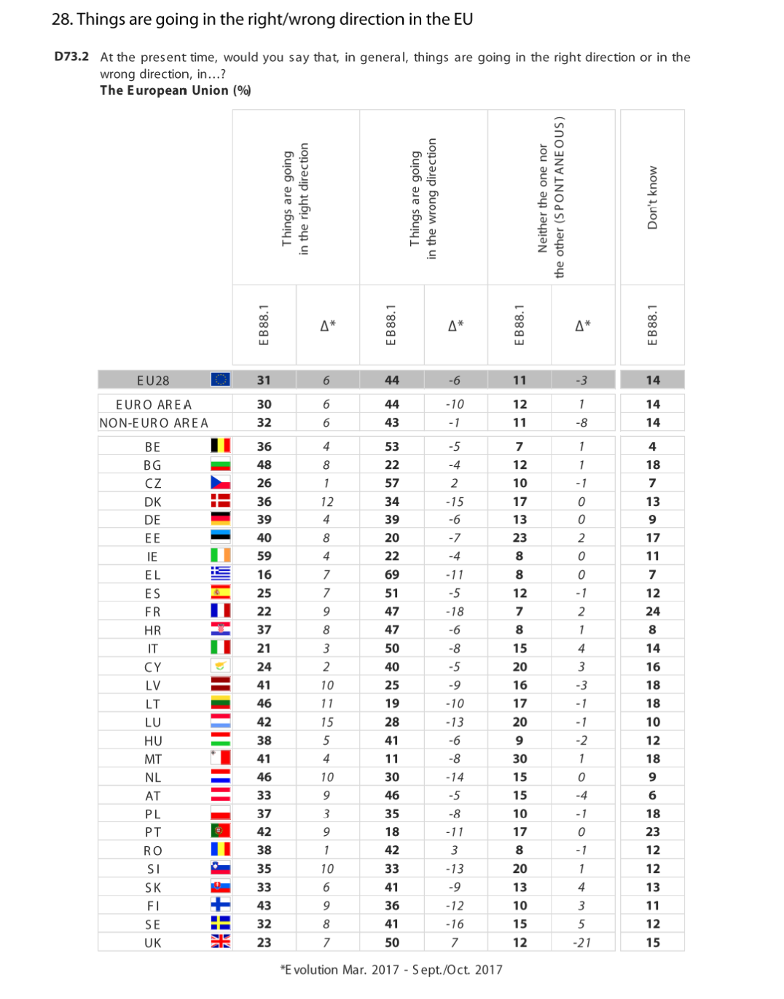 28. Things are going in the right/wrong direction in the EU
D73.2 At the present time, would you say that, in general, things are going in the right direction or in the
wrong direction, in...?
The European Union (%)
Things are going
in the right direction
Things are going
in the wrong direction
Neither the one nor
the other (SPONTANEOUS)
Don't know
EB88.1 Δ* EB88.1 Δ* EB88.1 Δ* EB88.1
EU28 31 6 44 -6 11 -3 14
EURO AREA 30 6 44 -10 12 1 14
NON-EURO AREA 32 6 43 -1 11 -8 14
BE 36 4 53 -5 7 1 4
BG 48 8 22 -4 12 1 18
CZ 26 1 57 2 10 -1 7
DK 36 12 34 -15 17 0 13
DE 39 4 39 -6 13 0 9
EE 40 8 20 -7 23 2 17
IE 59 4 22 -4 8 0 11
EL 16 7 69 -11 8 0 7
ES 25 7 51 -5 12 -1 12
FR 22 9 47 -18 7 2 24
HR 37 8 47 -6 8 1 8
IT 21 3 50 -8 15 4 14
CY 24 2 40 -5 20 3 16
LV 41 10 25 -9 16 -3 18
LT 46 11 19 -10 17 -1 18
LU 42 15 28 -13 20 -1 10
HU 38 5 41 -6 9 -2 12
MT 41 4 11 -8 30 1 18
NL 46 10 30 -14 15 0 9
AT 33 9 46 -5 15 -4 6
PL 37 3 35 -8 10 -1 18
PT 42 9 18 -11 17 0 23
RO 38 1 42 3 8 -1 12
SI 35 10 33 -13 20 1 12
SK 33 6 41 -9 13 4 13
FI 43 9 36 -12 10 3 11
SE 32 8 41 -16 15 5 12
UK 23 7 50 7 12 -21 15
*Evolution Mar. 2017 - Sept./Oct. 2017